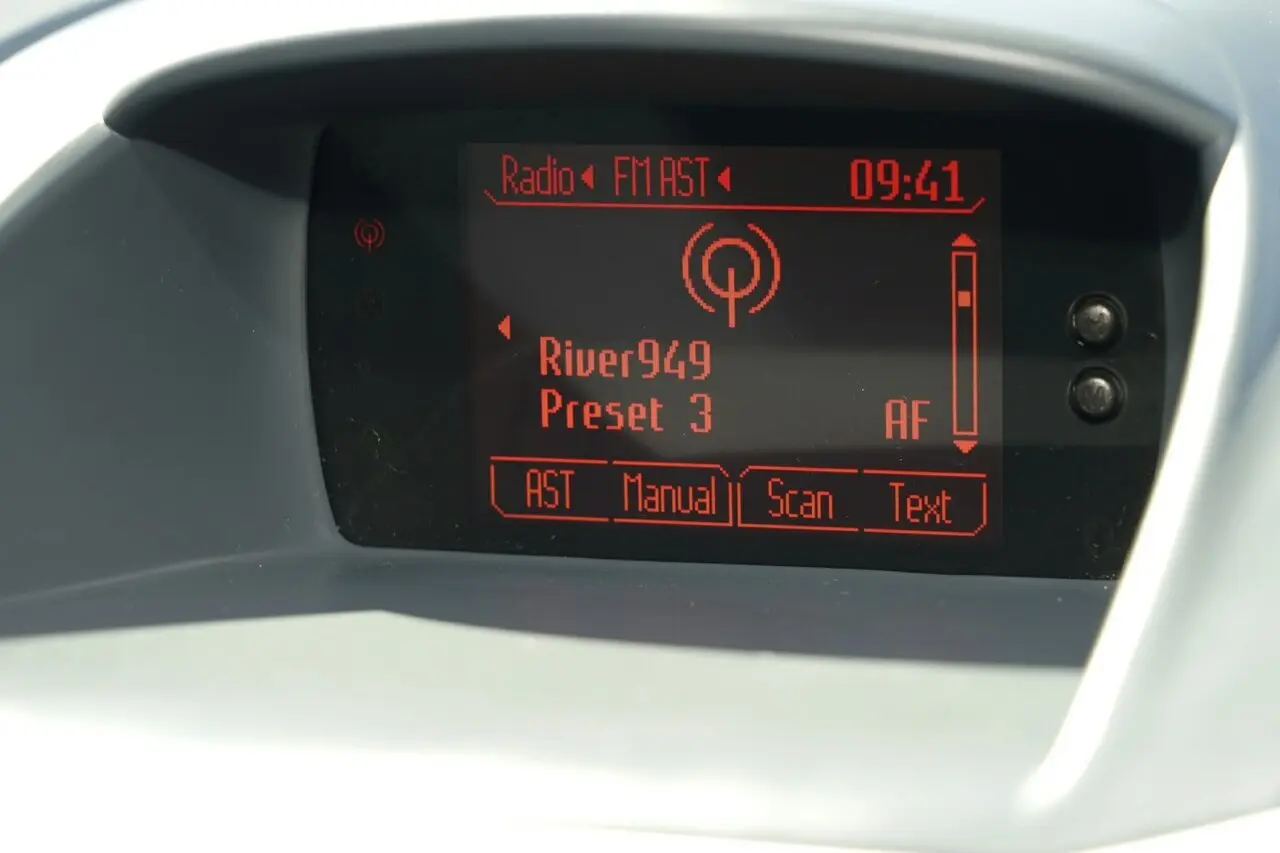 Radio FM AST 09:41
River949
Preset 3 AF
AST Manual Scan Text
H
M